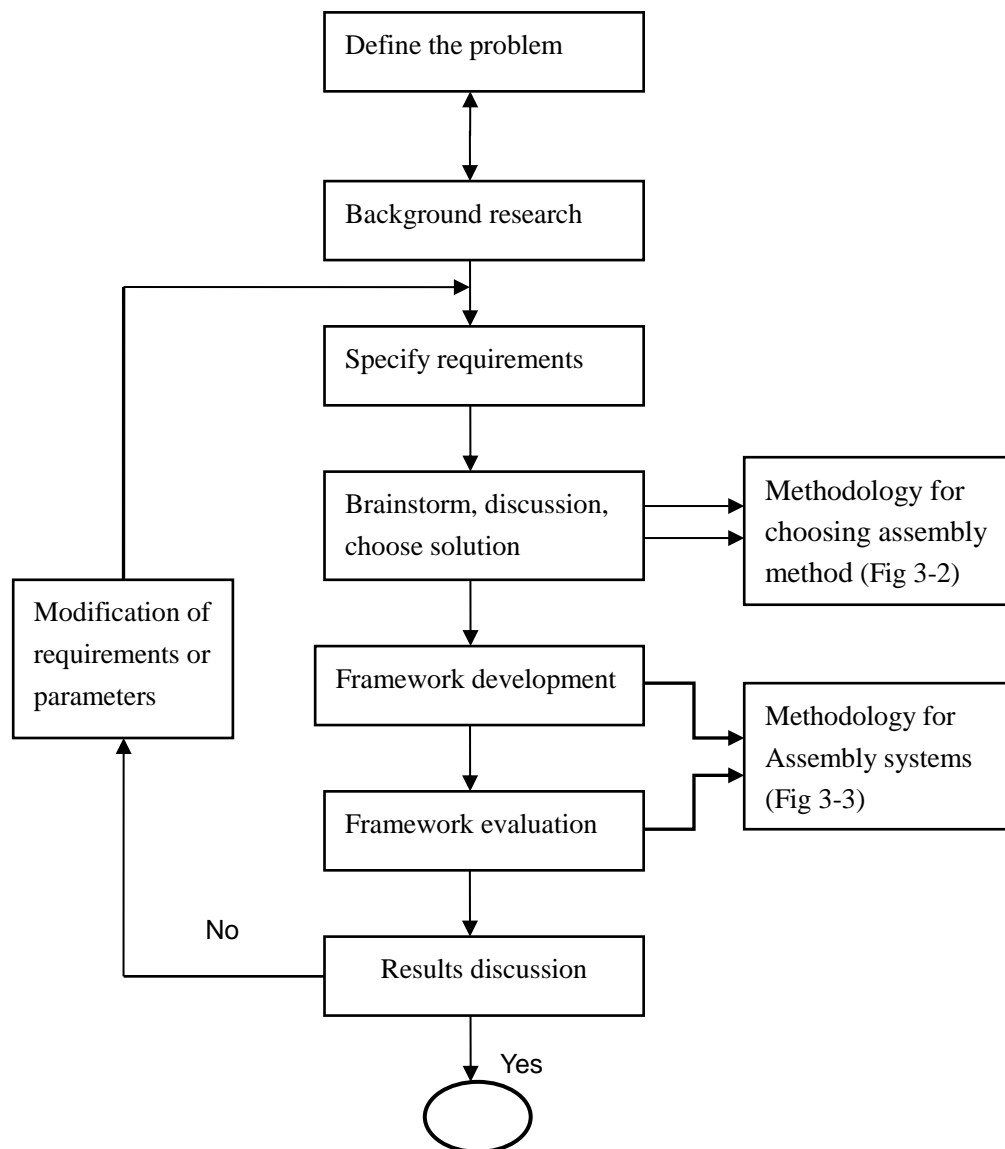 Define the problem
Background research
Specify requirements
Brainstorm, discussion,
choose solution
Methodology for
choosing assembly
method (Fig 3-2)
Modification of
requirements or
parameters
Framework development
Methodology for
Assembly systems
(Fig 3-3)
Framework evaluation
No
Results discussion
Yes